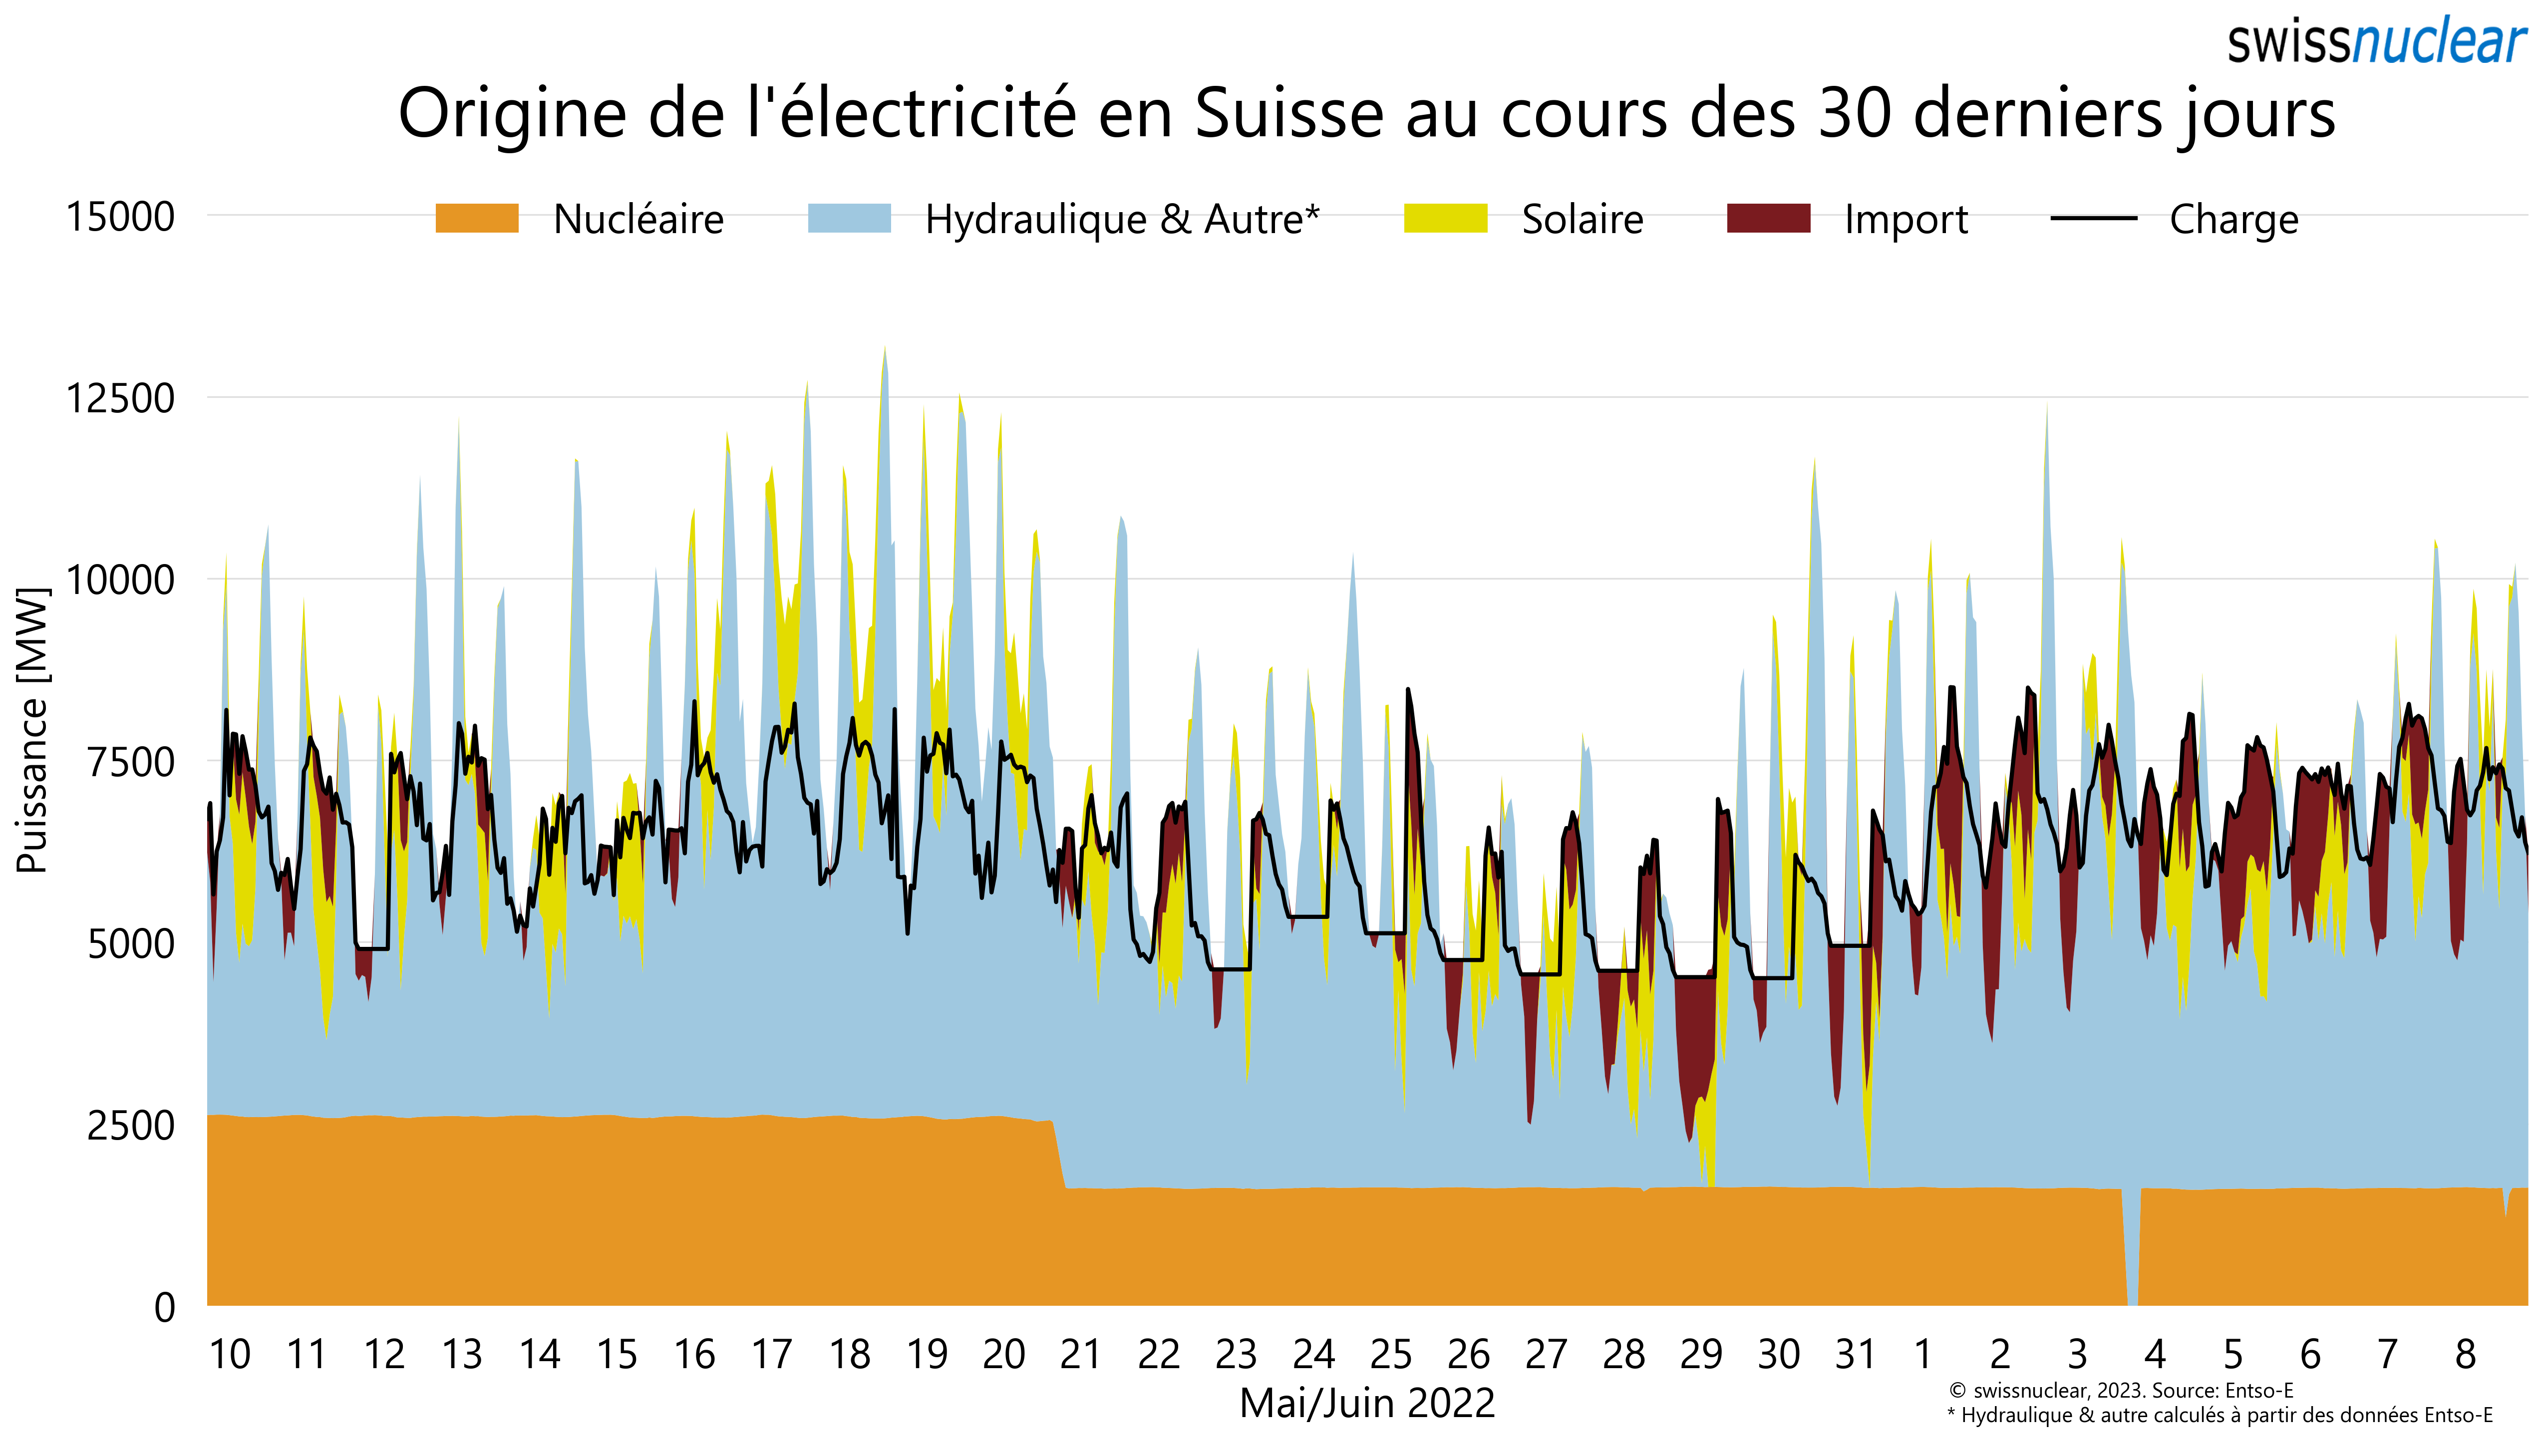 swissnuclear
Origine de l'électricité en Suisse au cours des 30 derniers jours
Nucléaire Hydraulique & Autre* Solaire Import Charge
15000
12500
10000
7500
5000
2500
0
Puissance [MW]
10 11 12 13 14 15 16 17 18 19 20 21 22 23 24 25 26 27 28 29 30 31 1 2 3 4 5 6 7 8
Mai/Juin 2022
© swissnuclear, 2023. Source: Entso-E
* Hydraulique & autre calculés à partir des données Entso-E